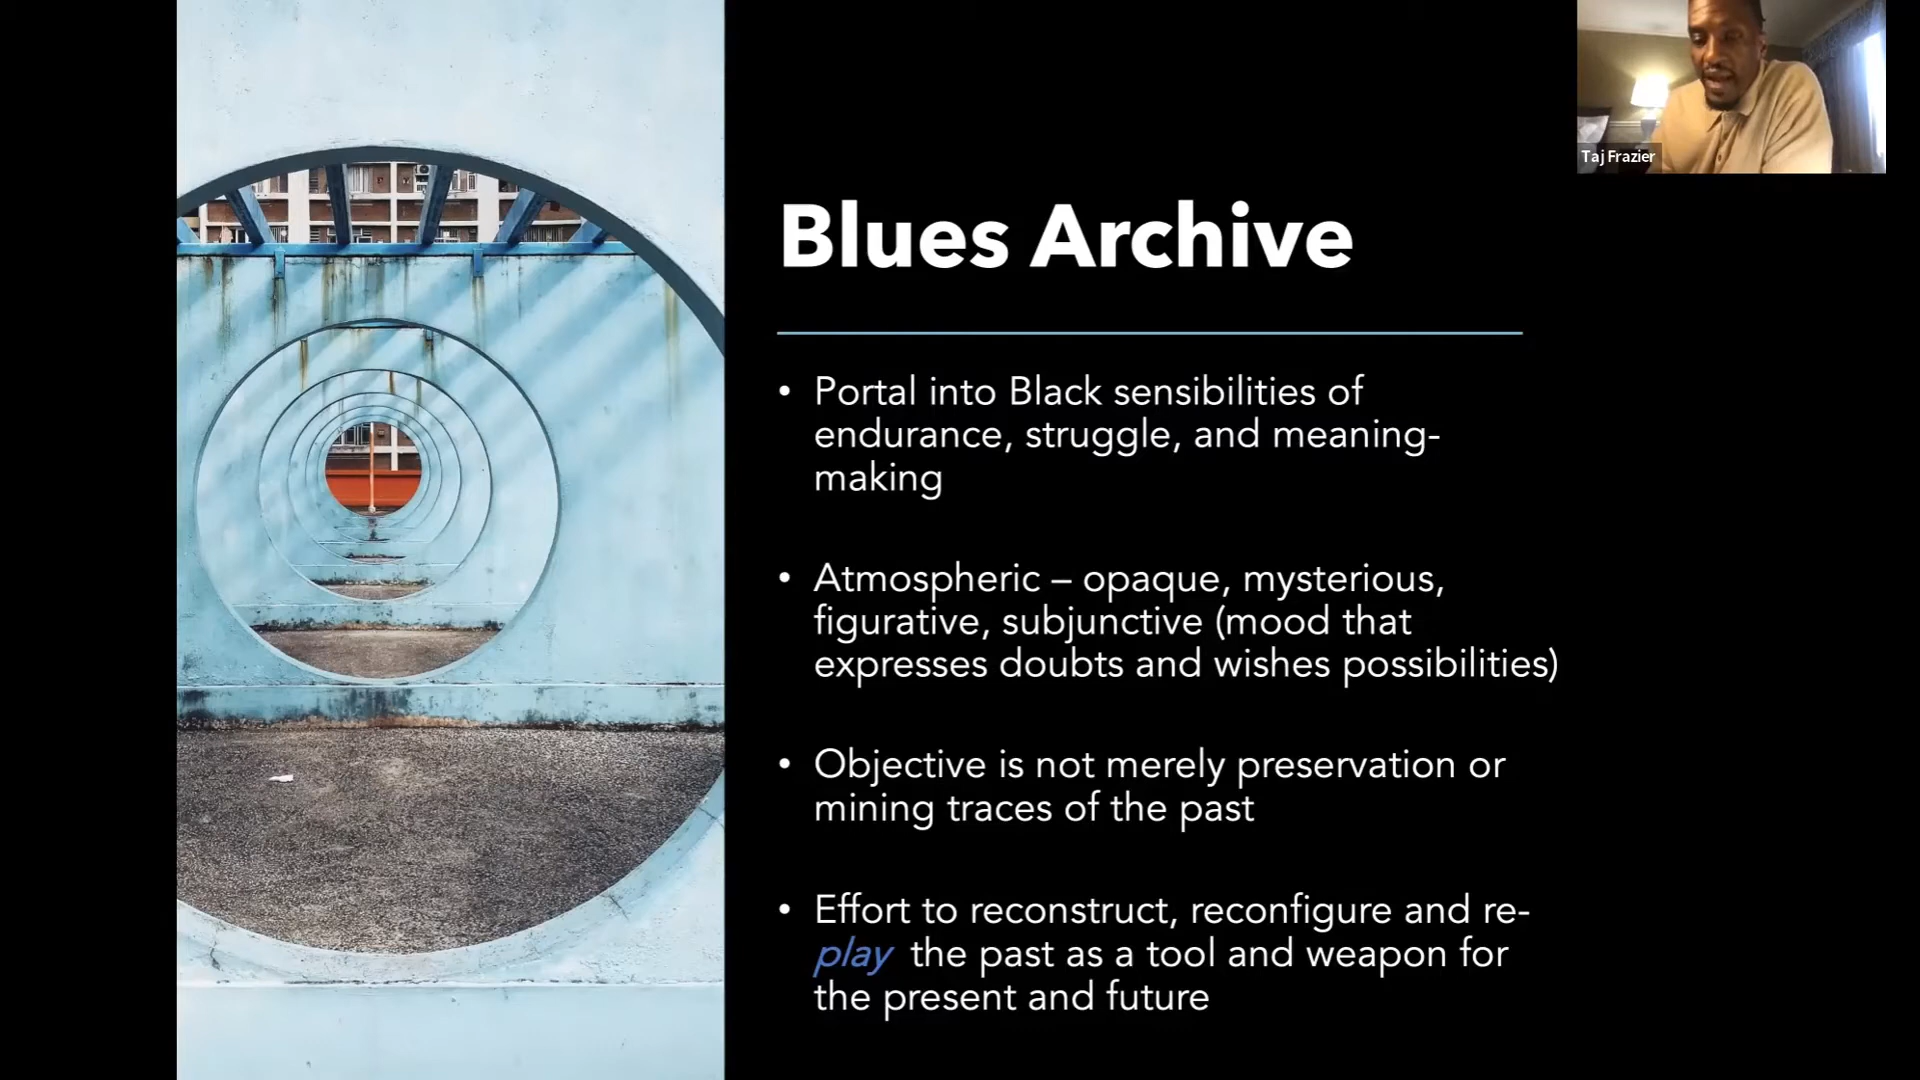 Taj Frazier
Blues Archive
• Portal into Black sensibilities of
endurance, struggle, and meaning-
making
• Atmospheric – opaque, mysterious,
figurative, subjunctive (mood that
expresses doubts and wishes possibilities)
• Objective is not merely preservation or
mining traces of the past
• Effort to reconstruct, reconfigure and re-
play the past as a tool and weapon for
the present and future